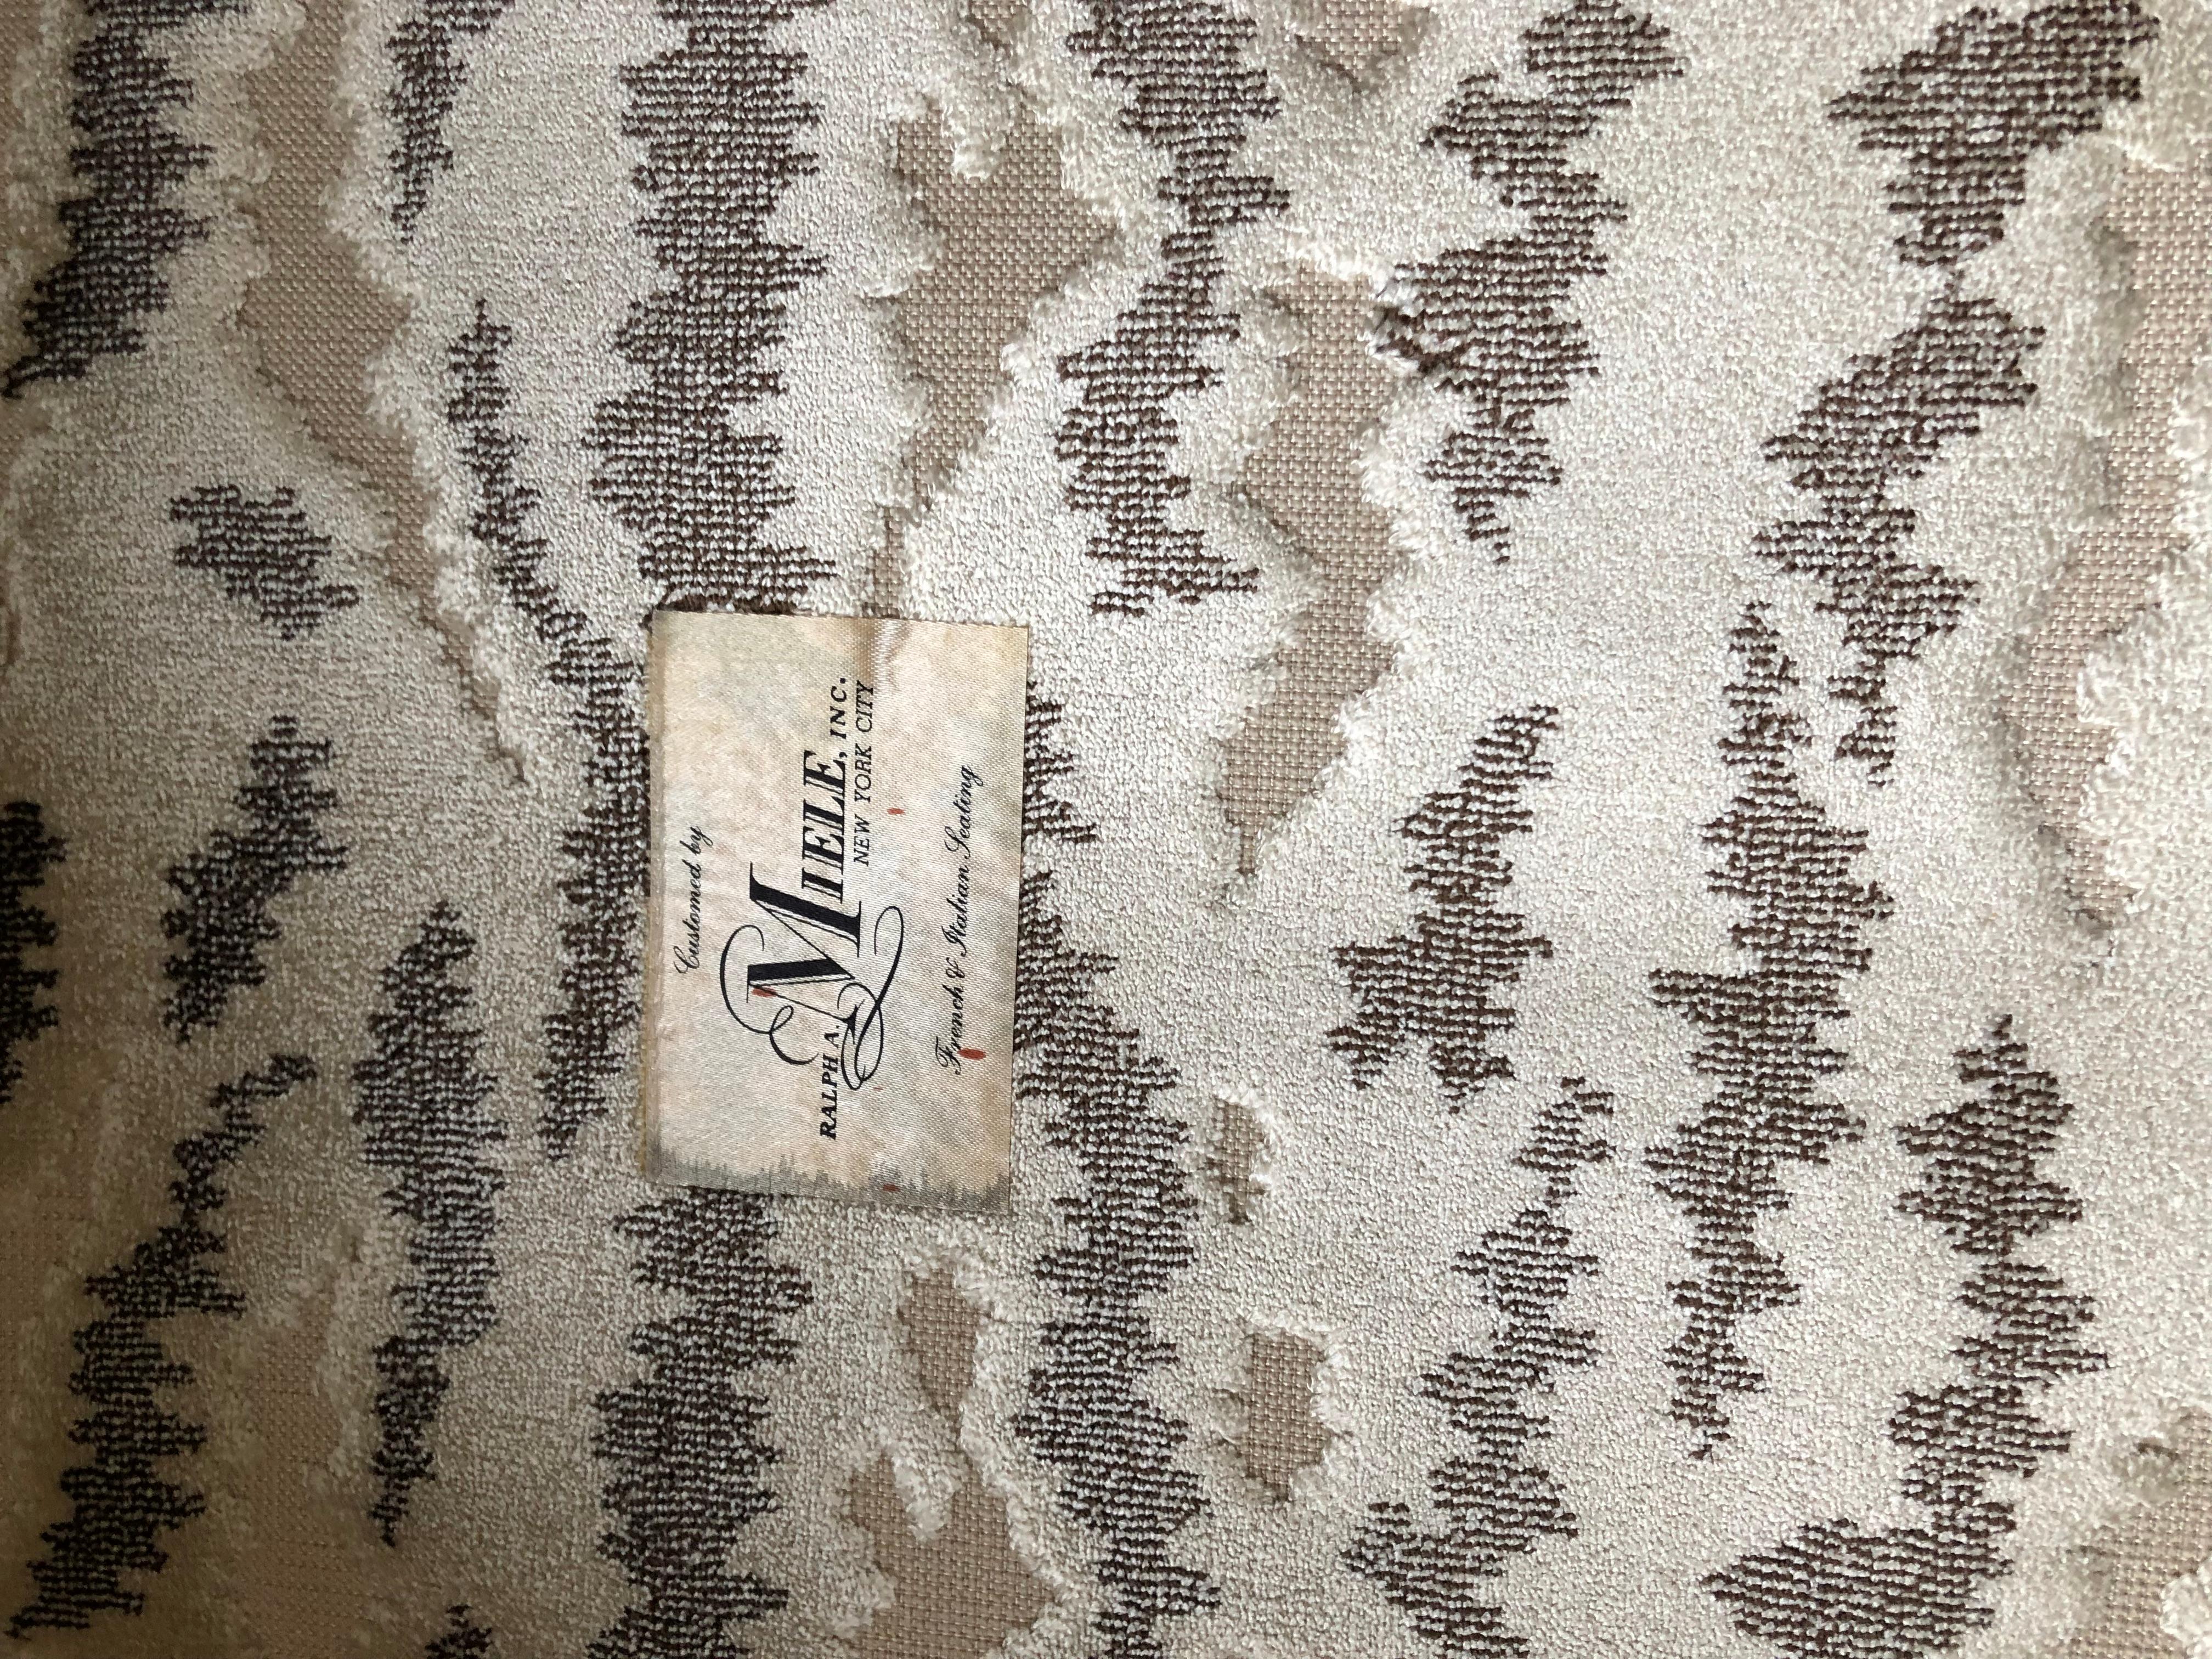 Customed by
RALPH A. MIELE, INC.
NEW YORK CITY
French & Italian Seating